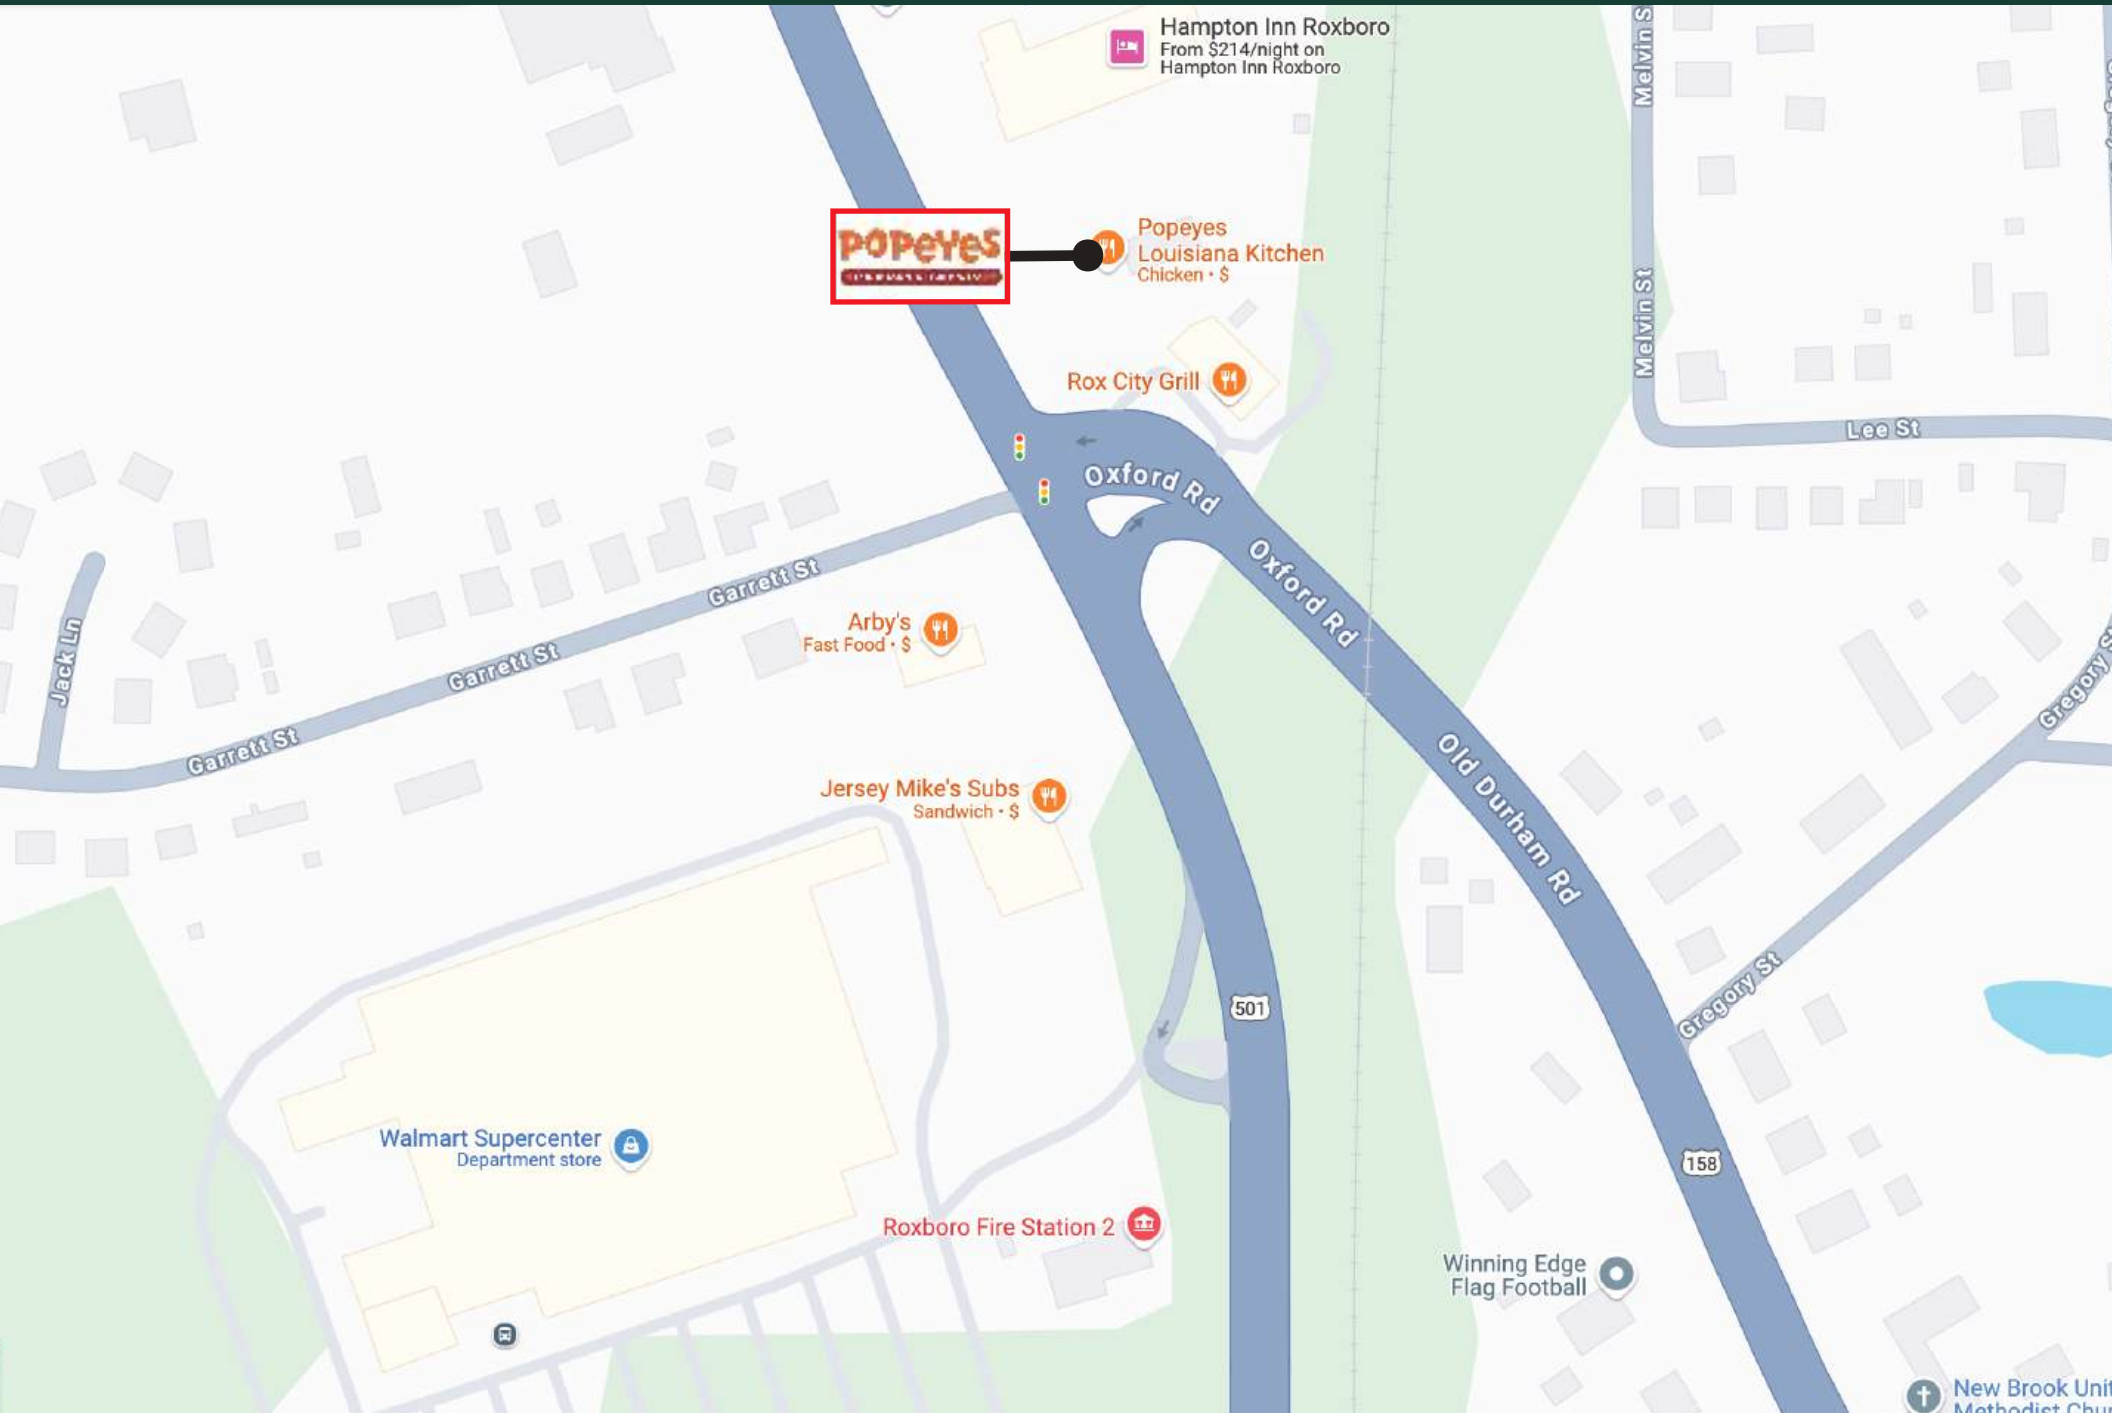 Hampton Inn Roxboro
From $214/night on
Hampton Inn Roxboro
Melvin S
POPEYES
Popeyes
Louisiana Kitchen
Chicken · $
Melvin St
Rox City Grill
Lee St
Oxford Rd
Oxford Rd
Garrett St
Arby's
Fast Food · $
Garrett St
Jack Ln
Garrett St
Gregory S
Old Durham Rd
Jersey Mike's Subs
Sandwich · $
Gregory St
501
Walmart Supercenter
Department store
158
Roxboro Fire Station 2
Winning Edge
Flag Football
New Brook Unit
Methodist Chur